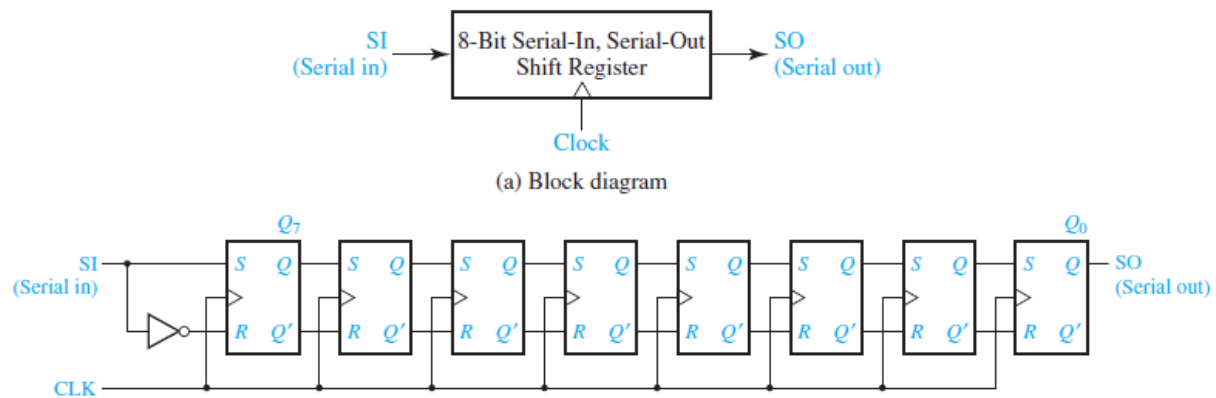 SI
(Serial in)
8-Bit Serial-In, Serial-Out
Shift Register
SO
(Serial out)
Clock
(a) Block diagram
Q7 Q0
SI S Q S Q S Q S Q S Q S Q S Q S Q SO
(Serial in) (Serial out)
R Q′ R Q′ R Q′ R Q′ R Q′ R Q′ R Q′ R Q′
CLK